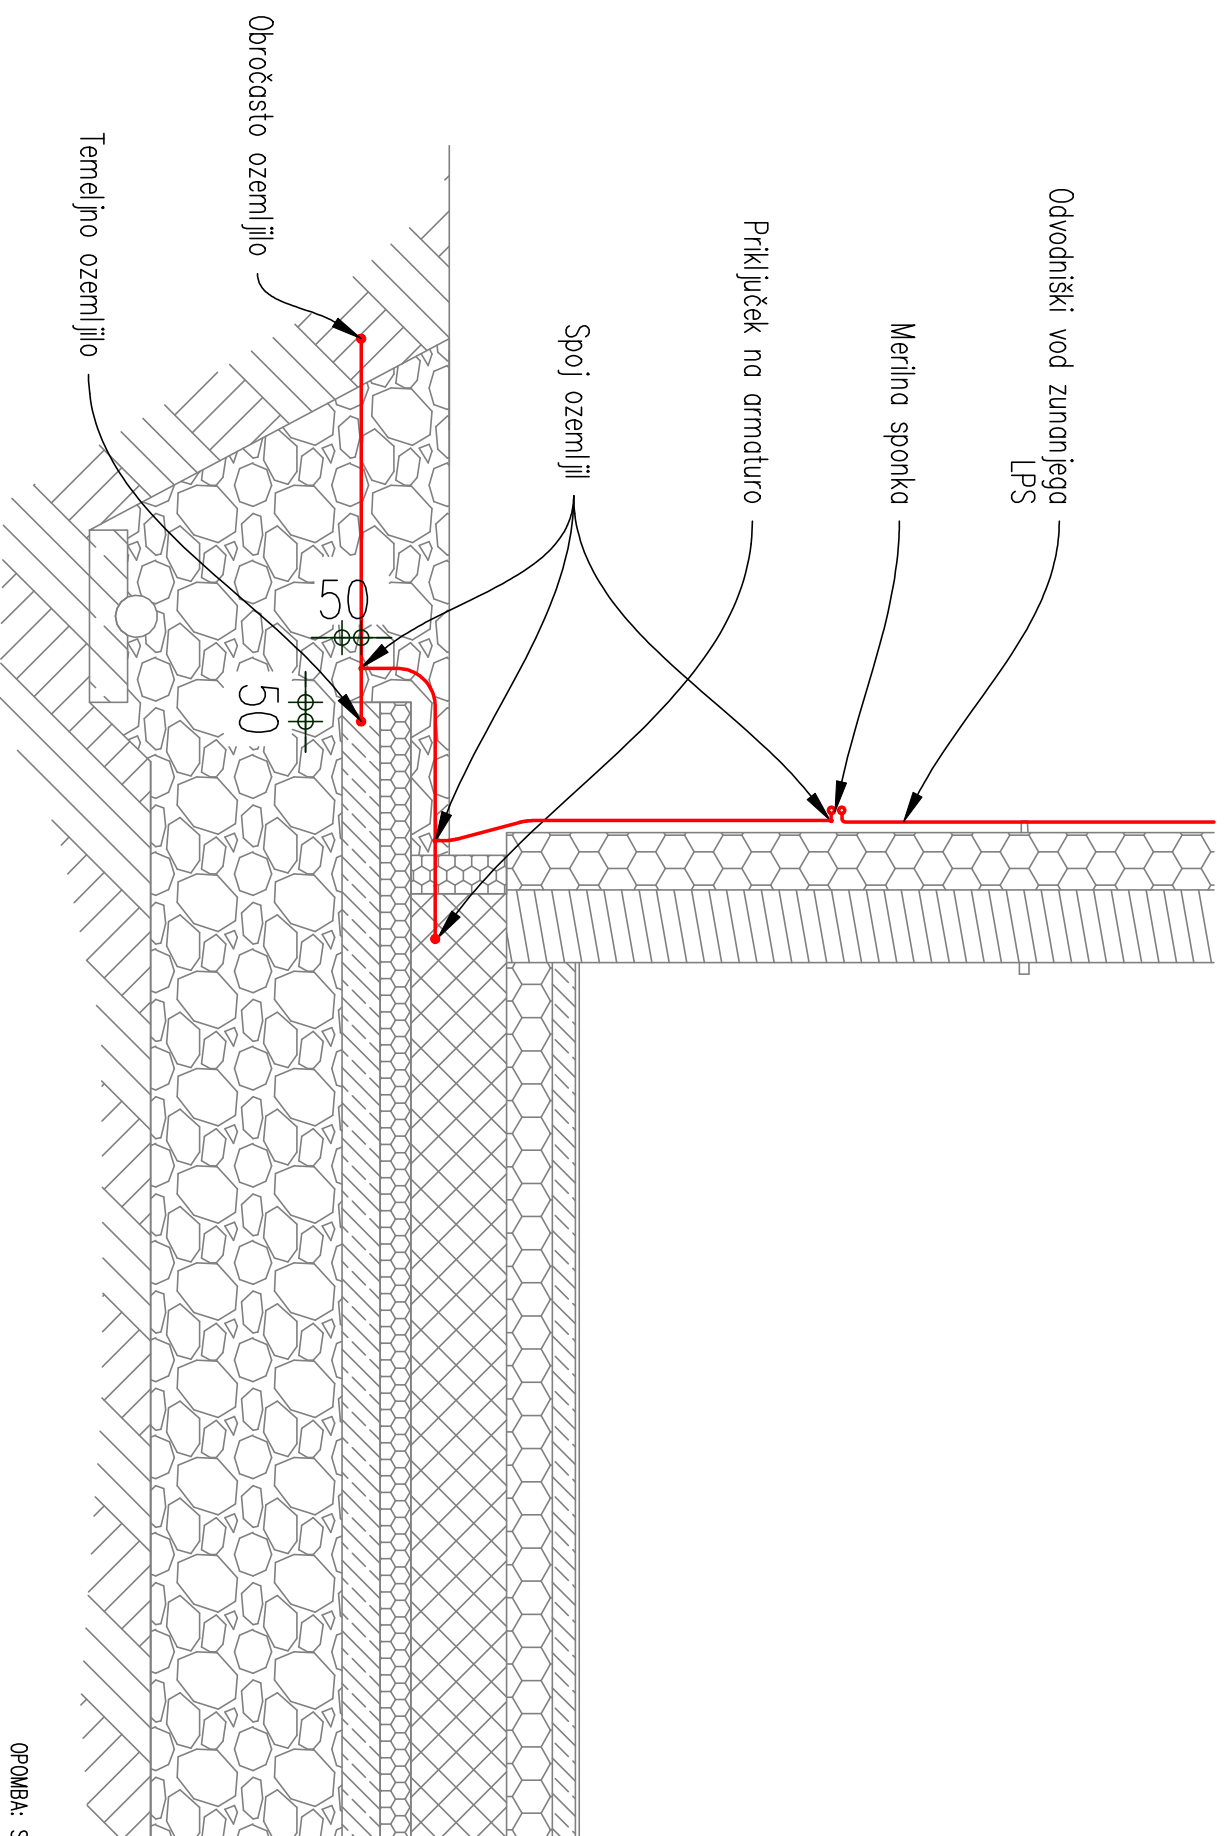 Odvodniški vod zunanjega
LPS
Merilna sponka
Priključek na armaturo
Spoj ozemljil
Obročasto ozemljilo
Temeljno ozemljilo
50
50
OPOMBA: